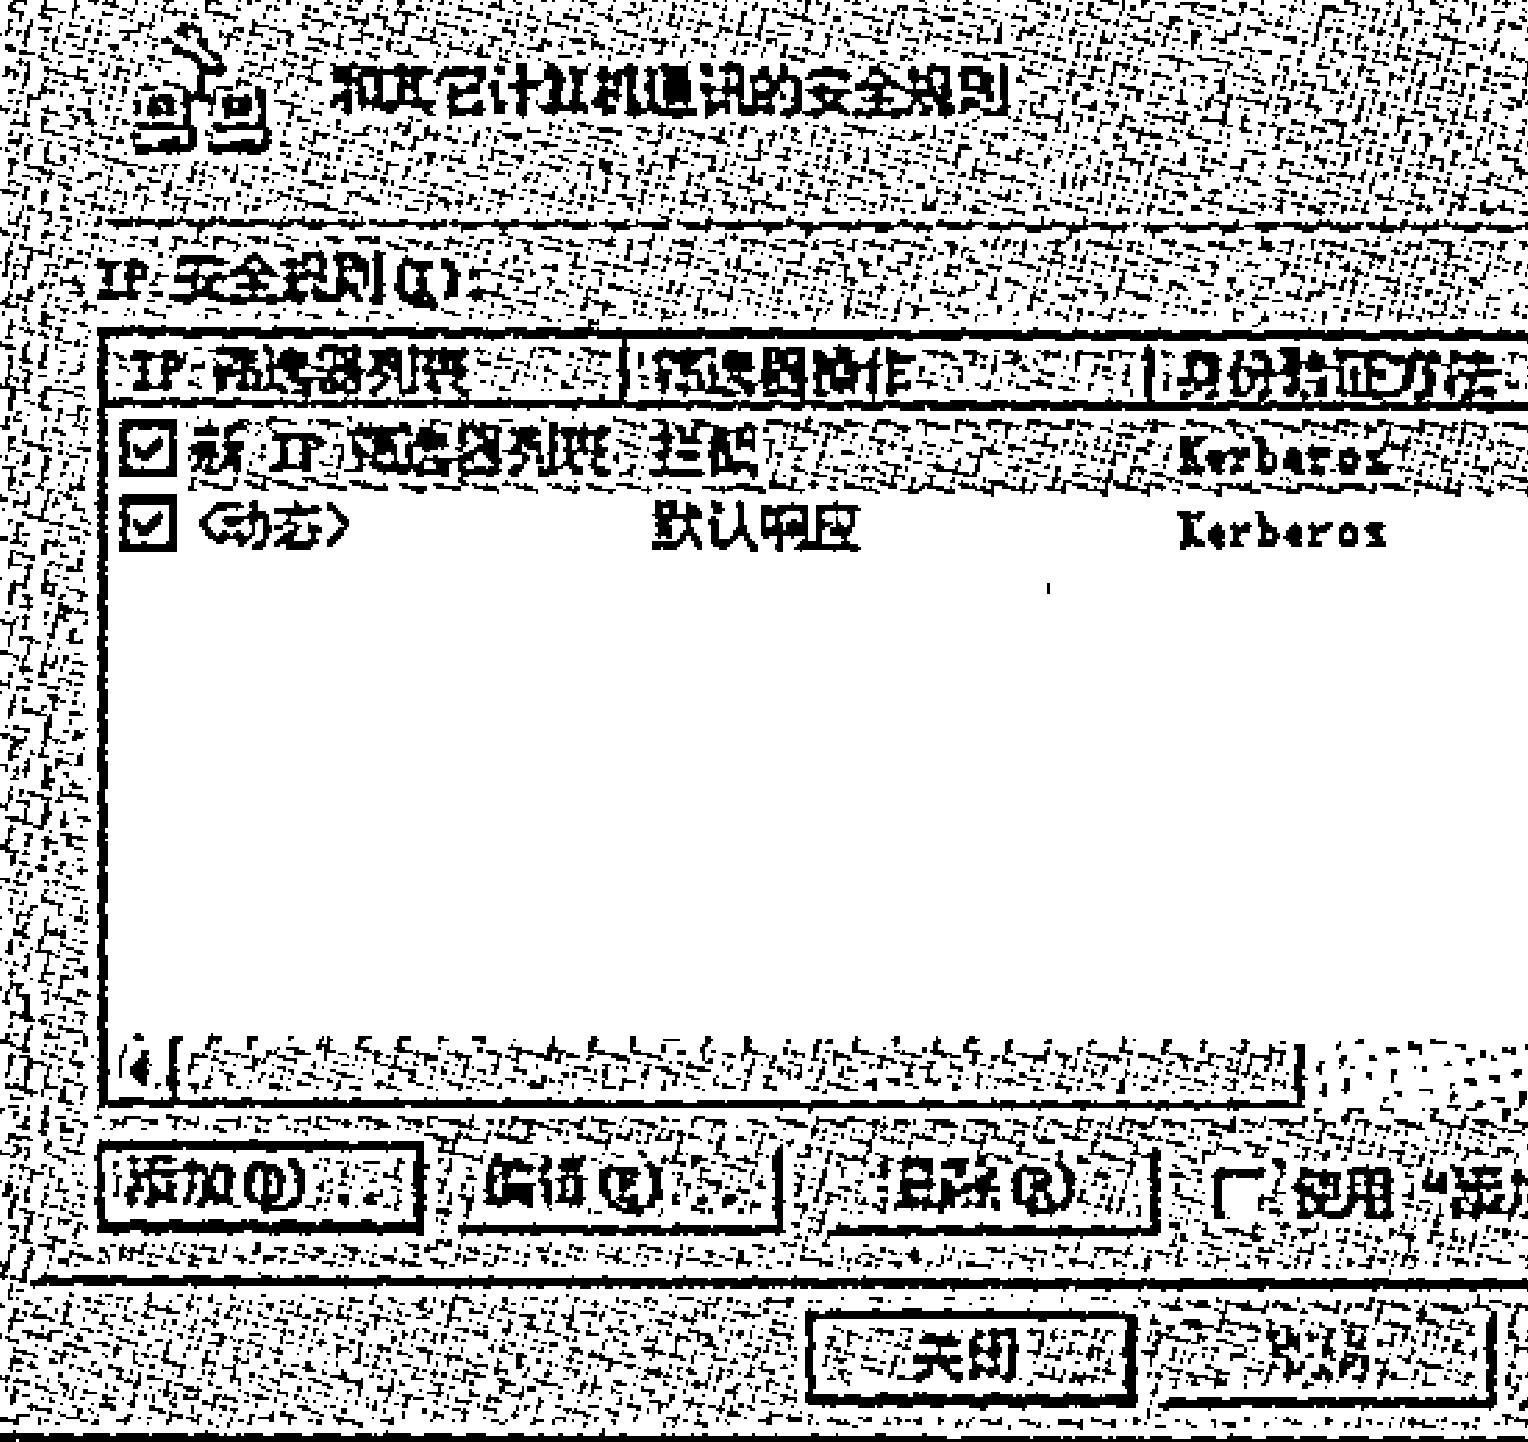 和其它计算机通讯的安全规则
IP 安全规则(I):
IP 筛选器列表 筛选器操作 身份验证方法
新 IP 筛选器列表 拦截 Kerberos
<动态> 默认响应 Kerberos
添加(D)... 编辑(E)... 删除(R) 使用 "添加
关闭 取消